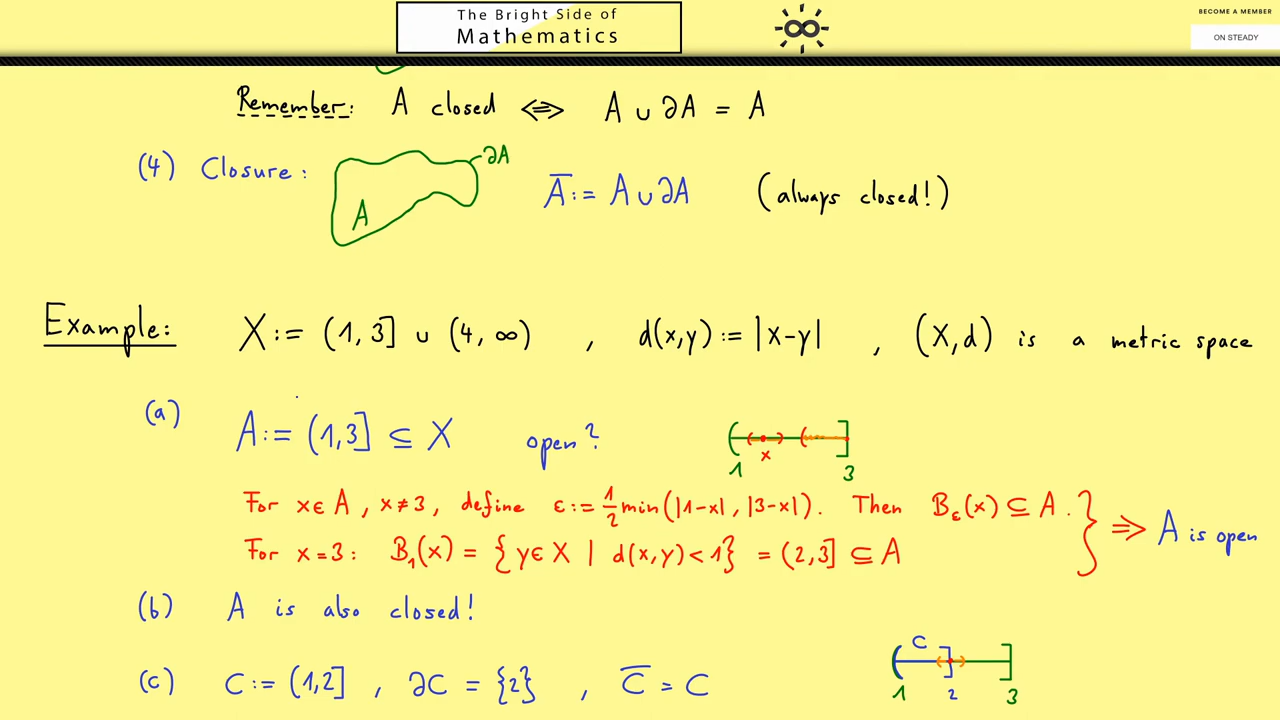 The Bright Side of
Mathematics
BECOME A MEMBER
ON STEADY
Remember: A closed ⇔ A ∪ ∂A = A
(4) Closure: A ∂A Ā := A ∪ ∂A (always closed!)
Example: X := (1,3] ∪ (4,∞) , d(x,y) := |x-y| , (X,d) is a metric space
(a) A := (1,3] ⊆ X open? ( ( ) ( ]
x
1 3
For x∈A, x≠3, define ε := 1/2 min(|1-x|, |3-x|). Then B_ε(x) ⊆ A.
For x=3: B_1(x) = {y∈X | d(x,y)<1} = (2,3] ⊆ A } ⇒ A is open
(b) A is also closed!
(c) C := (1,2] , ∂C = {2} , C̅ = C
C
1 2 3